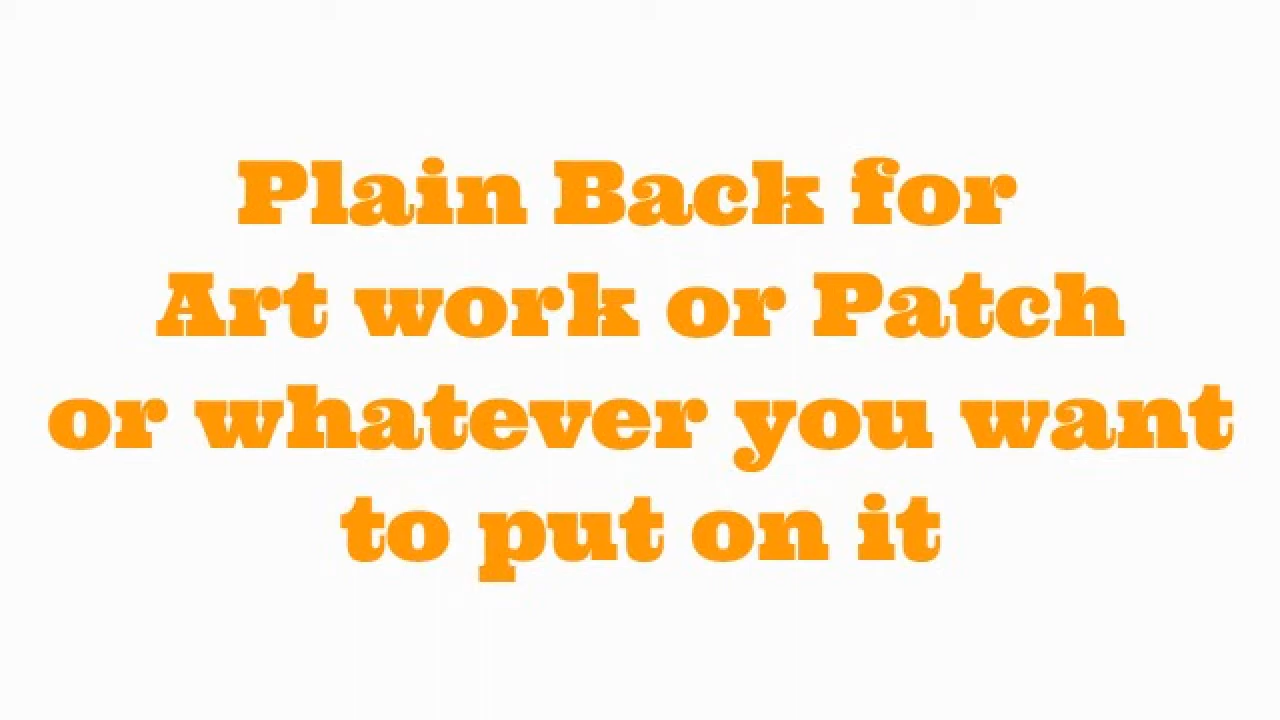 Plain Back for
Art work or Patch
or whatever you want
to put on it